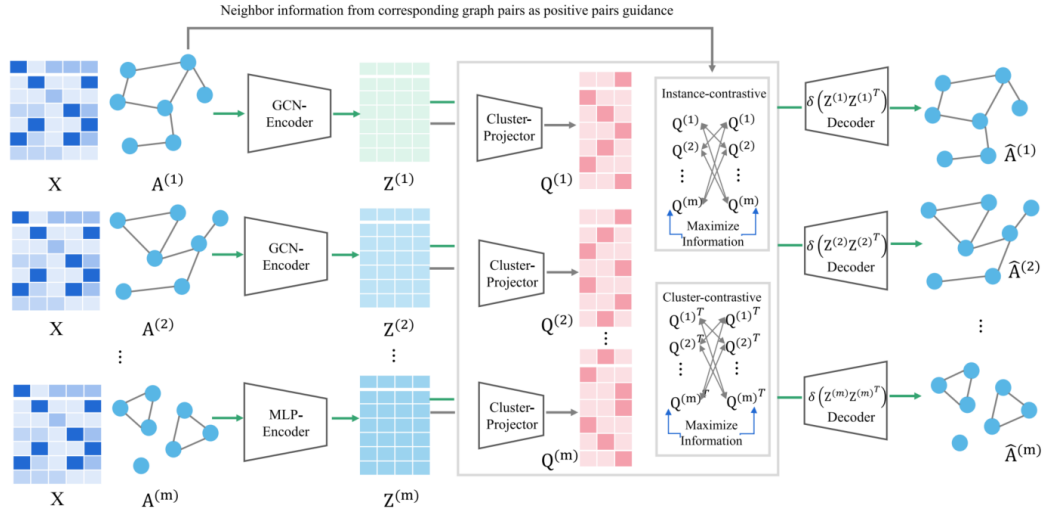 Neighbor information from corresponding graph pairs as positive pairs guidance
X
A^(1)
GCN-
Encoder
Z^(1)
Cluster-
Projector
Q^(1)
Instance-contrastive
Q^(1) Q^(1)
Q^(2) Q^(2)
⋮ ⋮
Q^(m) Q^(m)
Maximize
Information
δ(Z^(1)Z^(1)^T)
Decoder
Â^(1)
X
A^(2)
GCN-
Encoder
Z^(2)
Cluster-
Projector
Q^(2)
δ(Z^(2)Z^(2)^T)
Decoder
Â^(2)
⋮
⋮
⋮
⋮
X
A^(m)
MLP-
Encoder
Z^(m)
Cluster-
Projector
Q^(m)
Cluster-contrastive
Q^(1)^T Q^(1)^T
Q^(2)^T Q^(2)^T
⋮ ⋮
Q^(m)^T Q^(m)^T
Maximize
Information
δ(Z^(m)Z^(m)^T)
Decoder
Â^(m)